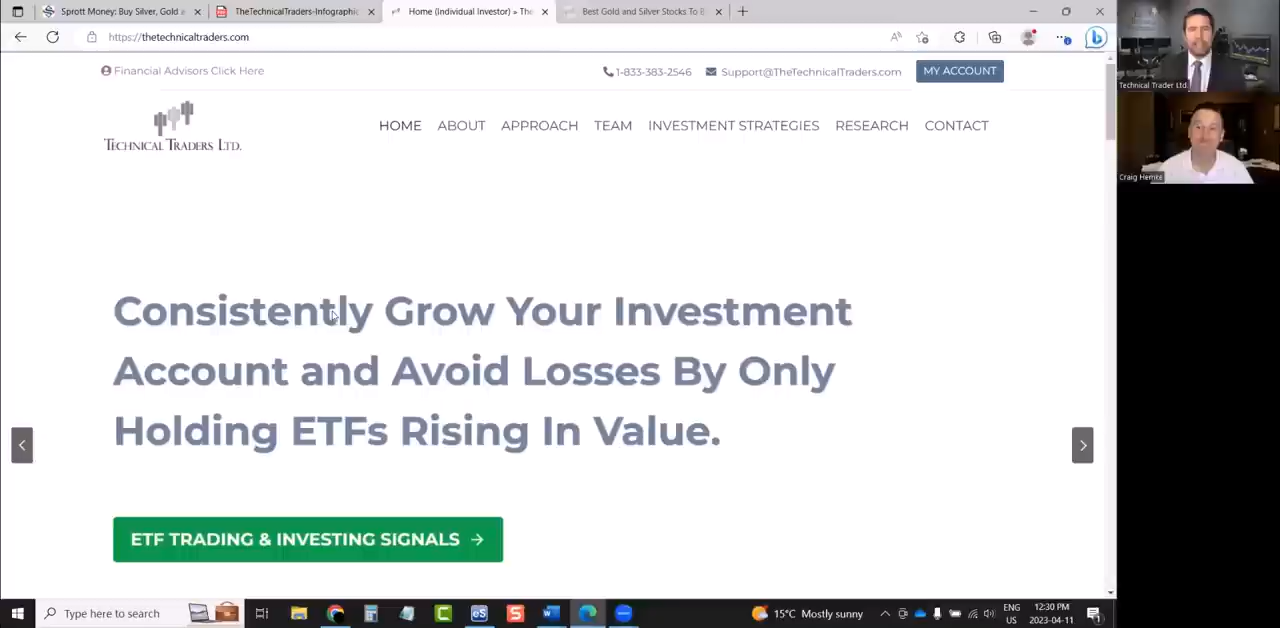 Sprott Money: Buy Silver, Gold a
TheTechnicalTraders-Infographic
Home (Individual Investor) » The
Best Gold and Silver Stocks To B
https://thetechnicaltraders.com
Financial Advisors Click Here
1-833-383-2546
Support@TheTechnicalTraders.com
MY ACCOUNT
TECHNICAL TRADERS LTD.
HOME
ABOUT
APPROACH
TEAM
INVESTMENT STRATEGIES
RESEARCH
CONTACT
Consistently Grow Your Investment
Account and Avoid Losses By Only
Holding ETFs Rising In Value.
ETF TRADING & INVESTING SIGNALS →
Technical Trader Ltd.
Craig Hemke
Type here to search
15°C Mostly sunny
ENG
US
12:30 PM
2023-04-11